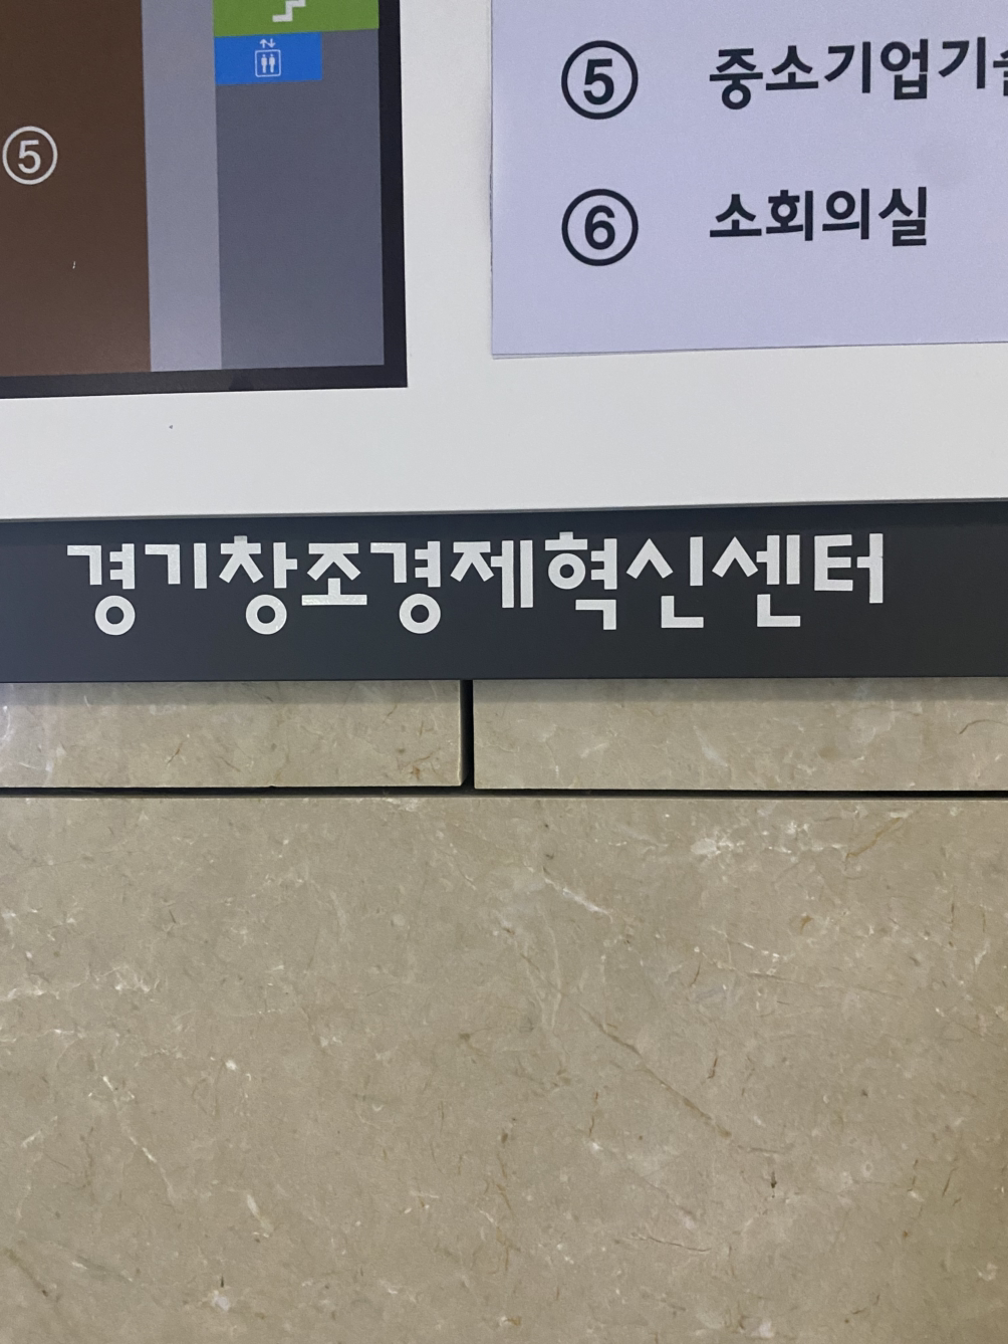 ⑤
⑤ 중소기업기술
⑥ 소회의실
경기창조경제혁신센터